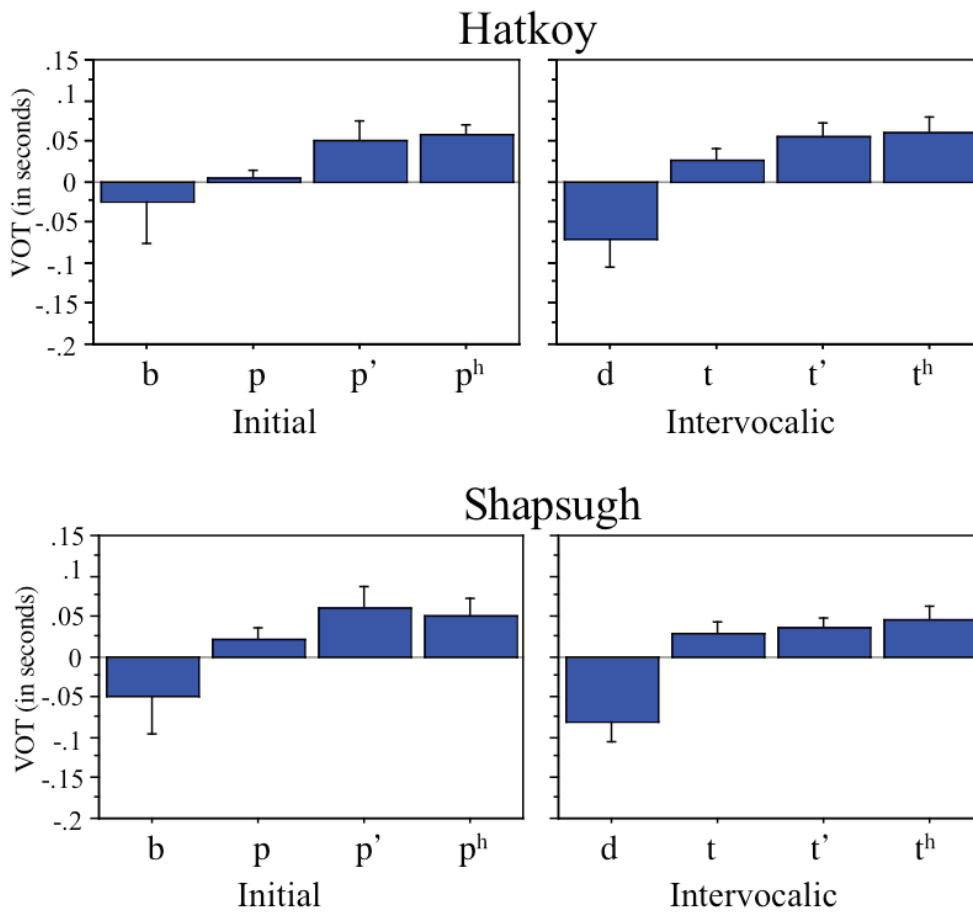 Hatkoy
VOT (in seconds)
.15
.1
.05
0
-.05
-.1
-.15
-.2
b p p’ pʰ
Initial
d t t’ tʰ
Intervocalic
Shapsugh
VOT (in seconds)
.15
.1
.05
0
-.05
-.1
-.15
-.2
b p p’ pʰ
Initial
d t t’ tʰ
Intervocalic